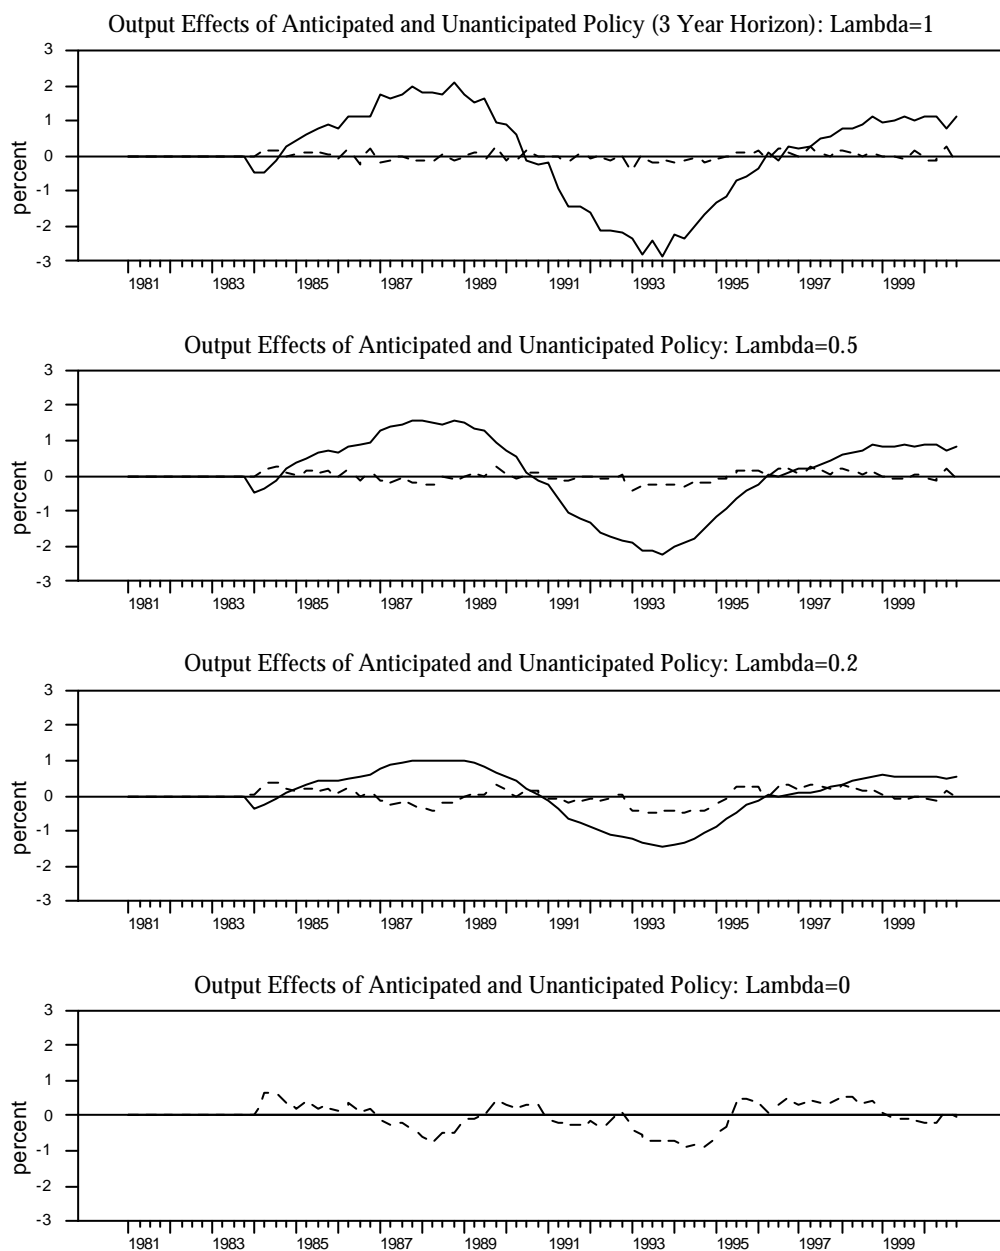 Output Effects of Anticipated and Unanticipated Policy (3 Year Horizon): Lambda=1
3
2
1
0
-1
-2
-3
percent
1981 1983 1985 1987 1989 1991 1993 1995 1997 1999
Output Effects of Anticipated and Unanticipated Policy: Lambda=0.5
3
2
1
0
-1
-2
-3
percent
1981 1983 1985 1987 1989 1991 1993 1995 1997 1999
Output Effects of Anticipated and Unanticipated Policy: Lambda=0.2
3
2
1
0
-1
-2
-3
percent
1981 1983 1985 1987 1989 1991 1993 1995 1997 1999
Output Effects of Anticipated and Unanticipated Policy: Lambda=0
3
2
1
0
-1
-2
-3
percent
1981 1983 1985 1987 1989 1991 1993 1995 1997 1999